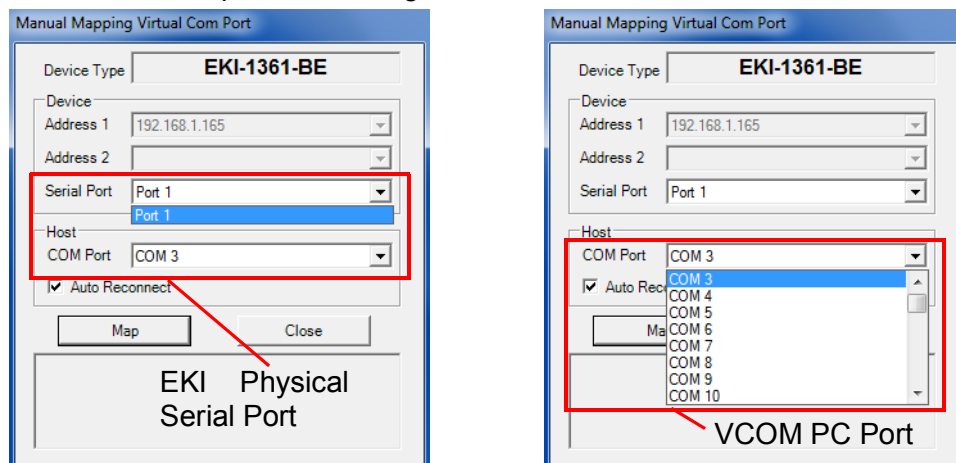 Manual Mapping Virtual Com Port
Device Type EKI-1361-BE
Device
Address 1 192.168.1.165
Address 2
Serial Port Port 1
Port 1
Host
COM Port COM 3
Auto Reconnect
Map Close
EKI Physical
Serial Port
Manual Mapping Virtual Com Port
Device Type EKI-1361-BE
Device
Address 1 192.168.1.165
Address 2
Serial Port Port 1
Host
COM Port COM 3
Auto Rec
COM 3
COM 4
COM 5
Ma
COM 6
COM 7
COM 8
COM 9
COM 10
VCOM PC Port